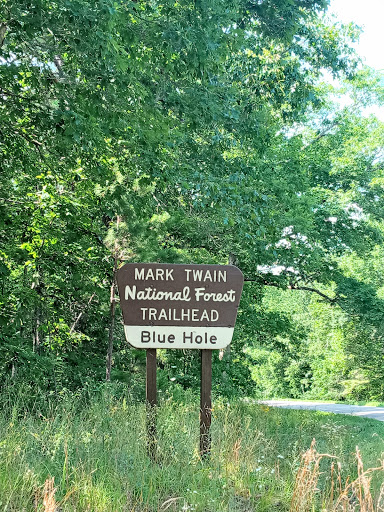 MARK TWAIN
National Forest
TRAILHEAD
Blue Hole